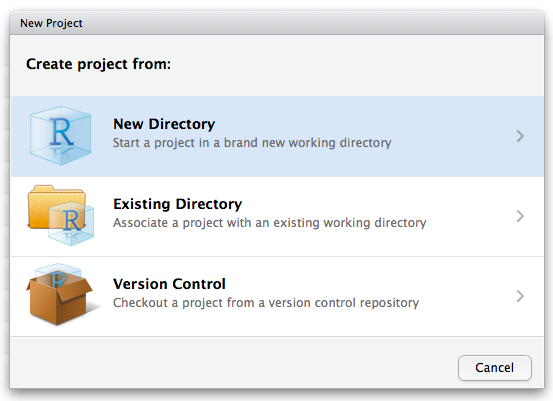 New Project
Create project from:
R
New Directory
Start a project in a brand new working directory
R
Existing Directory
Associate a project with an existing working directory
R
Version Control
Checkout a project from a version control repository
Cancel